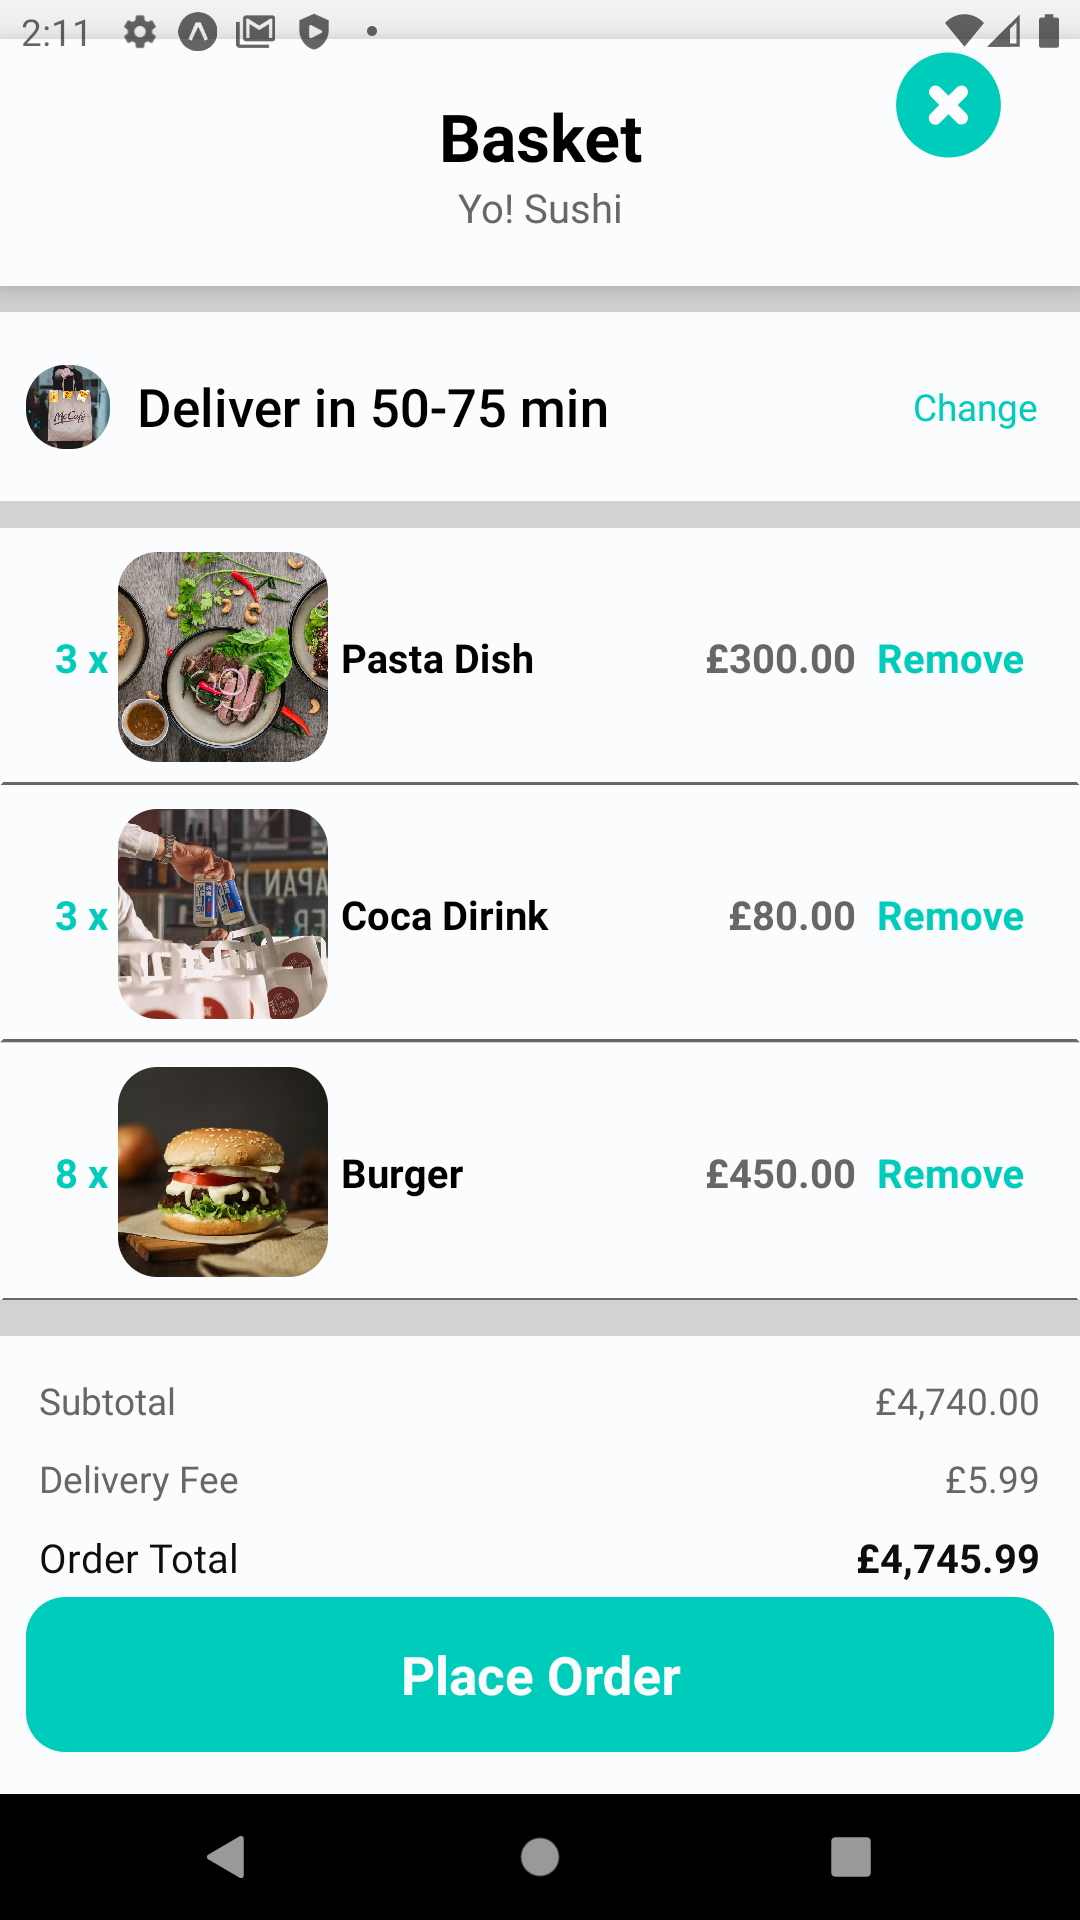 2:11
Basket
Yo! Sushi
McCafé
Deliver in 50-75 min
Change
3 x
Pasta Dish
£300.00
Remove
3 x
JAPAN
Coca Dirink
£80.00
Remove
8 x
Burger
£450.00
Remove
Subtotal
£4,740.00
Delivery Fee
£5.99
Order Total
£4,745.99
Place Order